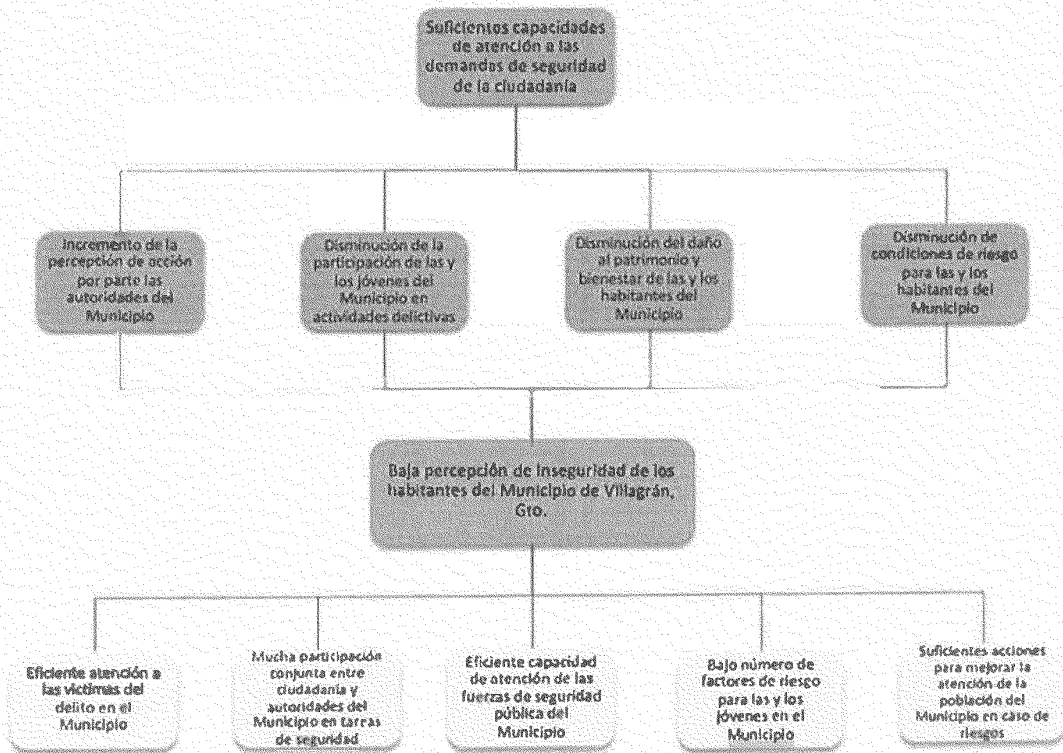 Suficientes capacidades
de atención a las
demandas de seguridad
de la ciudadanía
Incremento de la
percepción de acción
por parte las
autoridades del
Municipio
Disminución de la
participación de las y
los jóvenes del
Municipio en
actividades delictivas
Disminución del daño
al patrimonio y
bienestar de las y los
habitantes del
Municipio
Disminución de
condiciones de riesgo
para las y los
habitantes del
Municipio
Baja percepción de inseguridad de los
habitantes del Municipio de Villagrán,
Gto.
Eficiente atención a
las víctimas del
delito en el
Municipio
Mucha participación
conjunta entre
ciudadanía y
autoridades del
Municipio en tareas
de seguridad
Eficiente capacidad
de atención de las
fuerzas de seguridad
pública del
Municipio
Bajo número de
factores de riesgo
para las y los
jóvenes en el
Municipio
Suficientes acciones
para mejorar la
atención de la
población del
Municipio en caso de
riesgos